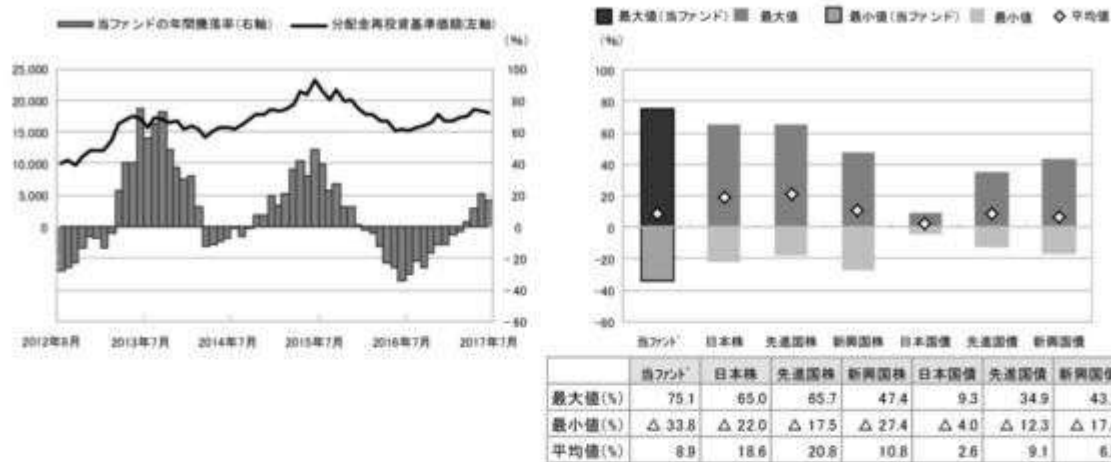 当ファンドの年間騰落率(右軸) 分配金再投資基準価額(左軸)
(%)
25,000 100
20,000 80
15,000 60
10,000 40
5,000 20
0 0
-20
-40
-60
2012年8月 2013年7月 2014年7月 2015年7月 2016年7月 2017年7月
最大値(当ファンド) 最大値 最小値(当ファンド) 最小値 平均値
(%)
100
80
60
40
20
0
-20
-40
-60
当ファンド 日本株 先進国株 新興国株 日本国債 先進国債 新興国債
当ファンド 日本株 先進国株 新興国株 日本国債 先進国債 新興国債
最大値(%) 75.1 65.0 65.7 47.4 9.3 34.9 43.
最小値(%) △ 33.8 △ 22.0 △ 17.5 △ 27.4 △ 4.0 △ 12.3 △ 17.
平均値(%) 8.9 18.6 20.8 10.8 2.6 9.1 6.